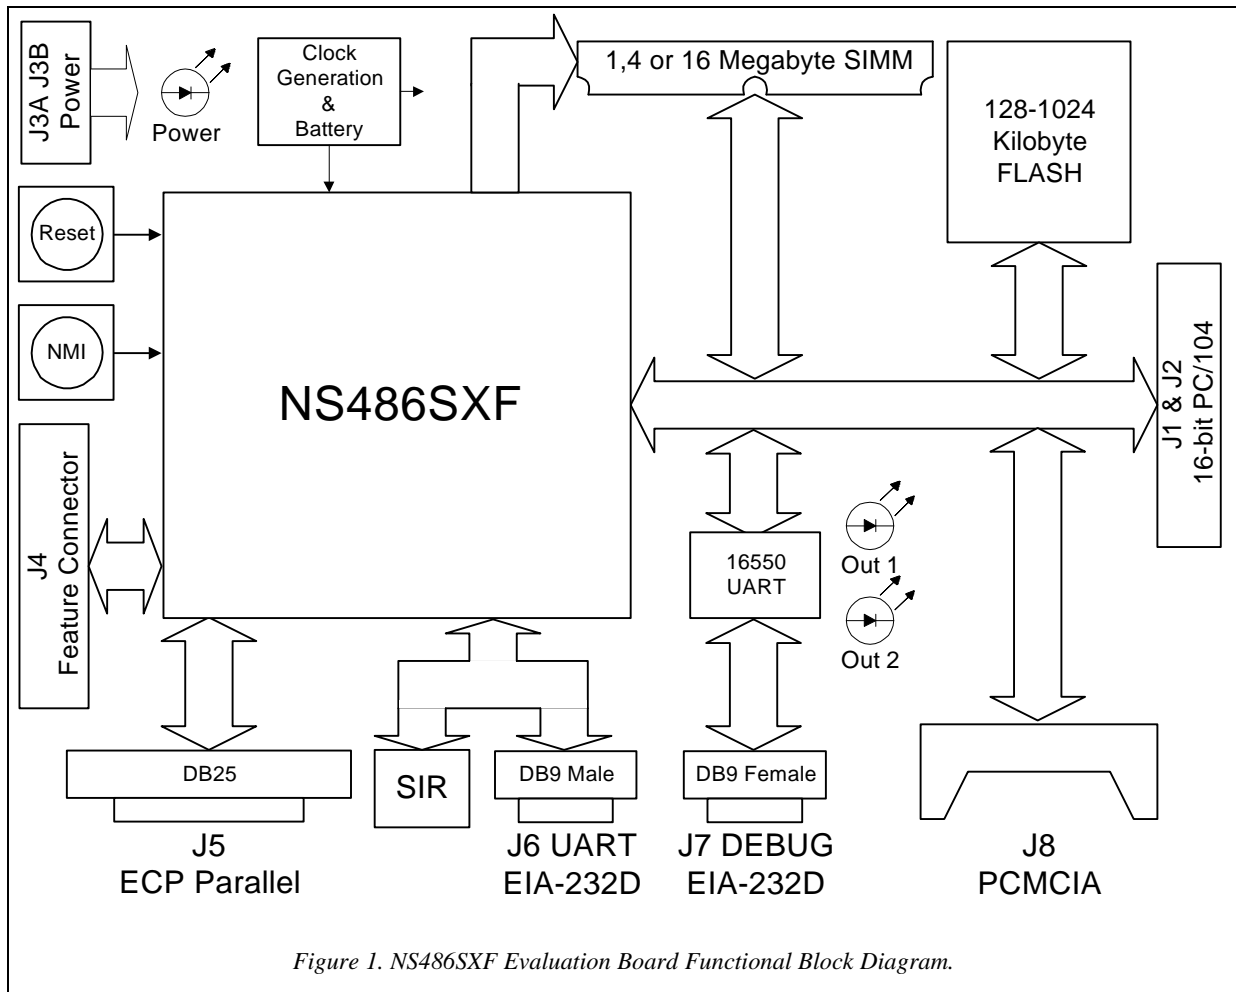 J3A J3B
Power
Power
Clock
Generation
&
Battery
1,4 or 16 Megabyte SIMM
128-1024
Kilobyte
FLASH
Reset
NMI
NS486SXF
J1 & J2
16-bit PC/104
J4
Feature Connector
16550
UART
Out 1
Out 2
DB25
SIR
DB9 Male
DB9 Female
J5
ECP Parallel
J6 UART
EIA-232D
J7 DEBUG
EIA-232D
J8
PCMCIA
Figure 1. NS486SXF Evaluation Board Functional Block Diagram.